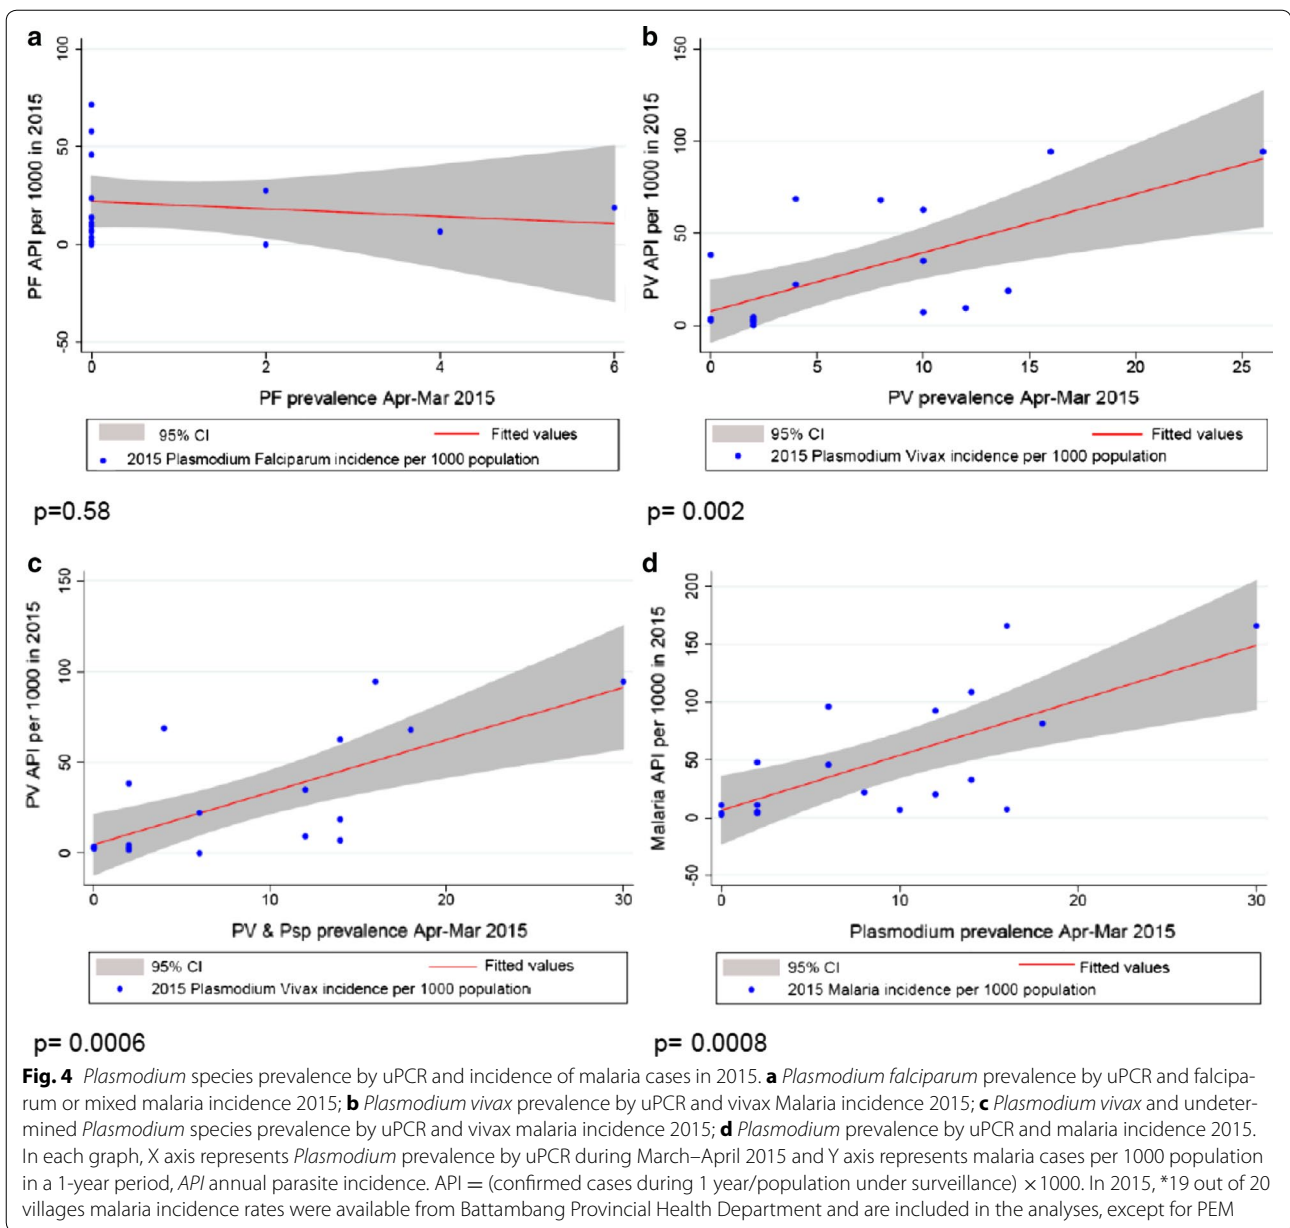 a
100
50
0
-50
PF API per 1000 in 2015
0 2 4 6
PF prevalence Apr-Mar 2015
95% CI Fitted values
2015 Plasmodium Falciparum incidence per 1000 population
p=0.58
b
150
100
50
0
PV API per 1000 in 2015
0 5 10 15 20 25
PV prevalence Apr-Mar 2015
95% CI Fitted values
2015 Plasmodium Vivax incidence per 1000 population
p= 0.002
c
150
100
50
0
PV API per 1000 in 2015
0 10 20 30
PV & Psp prevalence Apr-Mar 2015
95% CI Fitted values
2015 Plasmodium Vivax incidence per 1000 population
p= 0.0006
d
200
150
100
50
0
-50
Malaria API per 1000 in 2015
0 10 20 30
Plasmodium prevalence Apr-Mar 2015
95% CI Fitted values
2015 Malaria incidence per 1000 population
p= 0.0008
Fig. 4 Plasmodium species prevalence by uPCR and incidence of malaria cases in 2015. a Plasmodium falciparum prevalence by uPCR and falcipa-
rum or mixed malaria incidence 2015; b Plasmodium vivax prevalence by uPCR and vivax Malaria incidence 2015; c Plasmodium vivax and undeter-
mined Plasmodium species prevalence by uPCR and vivax malaria incidence 2015; d Plasmodium prevalence by uPCR and malaria incidence 2015.
In each graph, X axis represents Plasmodium prevalence by uPCR during March–April 2015 and Y axis represents malaria cases per 1000 population
in a 1-year period, API annual parasite incidence. API = (confirmed cases during 1 year/population under surveillance) ×1000. In 2015, *19 out of 20
villages malaria incidence rates were available from Battambang Provincial Health Department and are included in the analyses, except for PEM